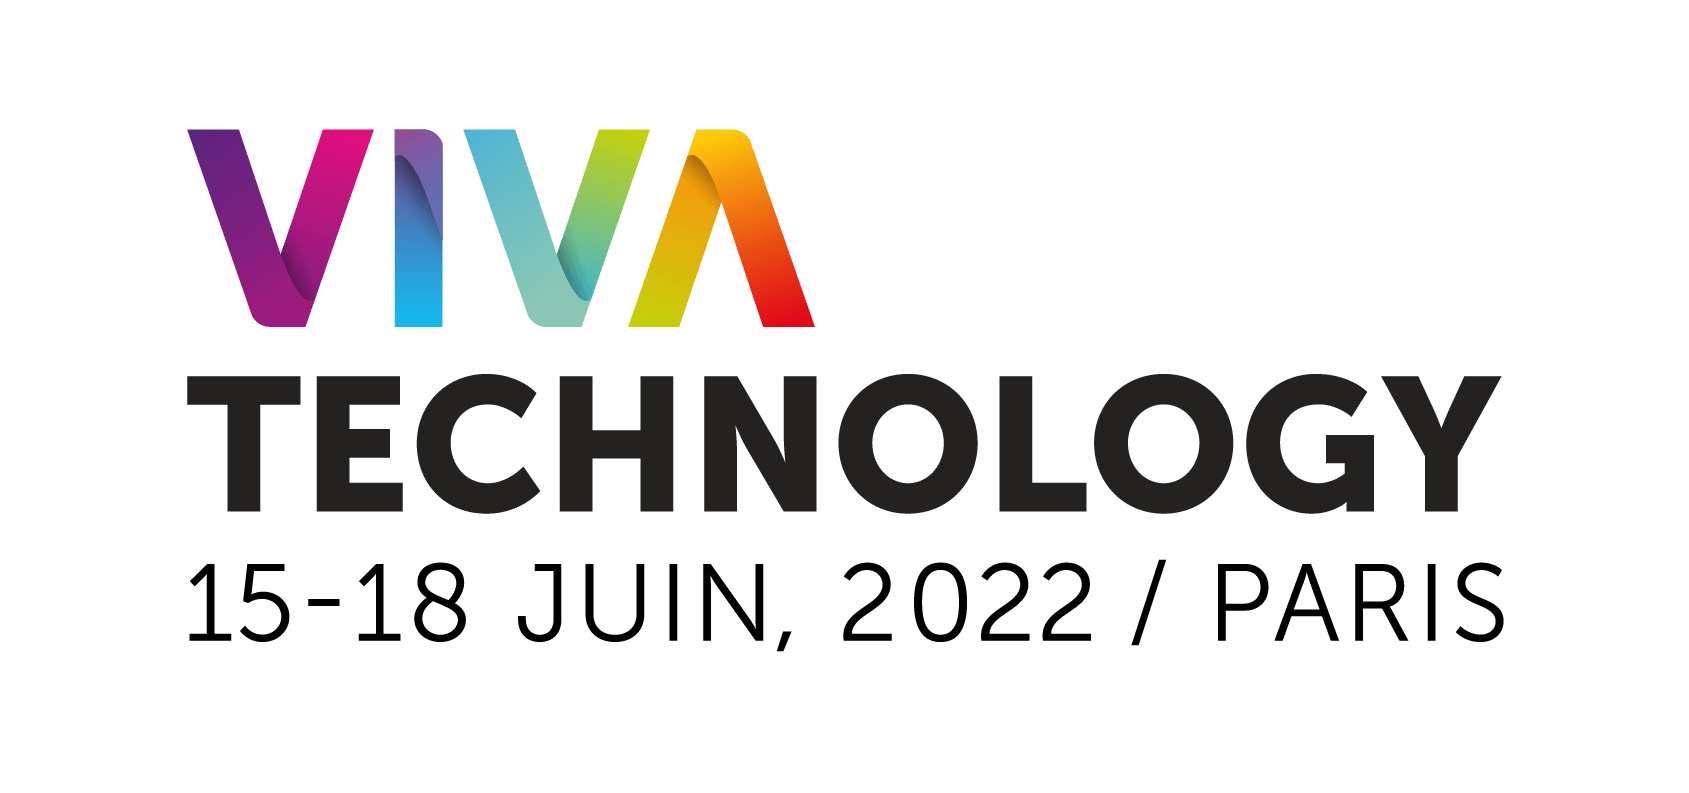 VIVA
TECHNOLOGY
15-18 JUIN, 2022 / PARIS